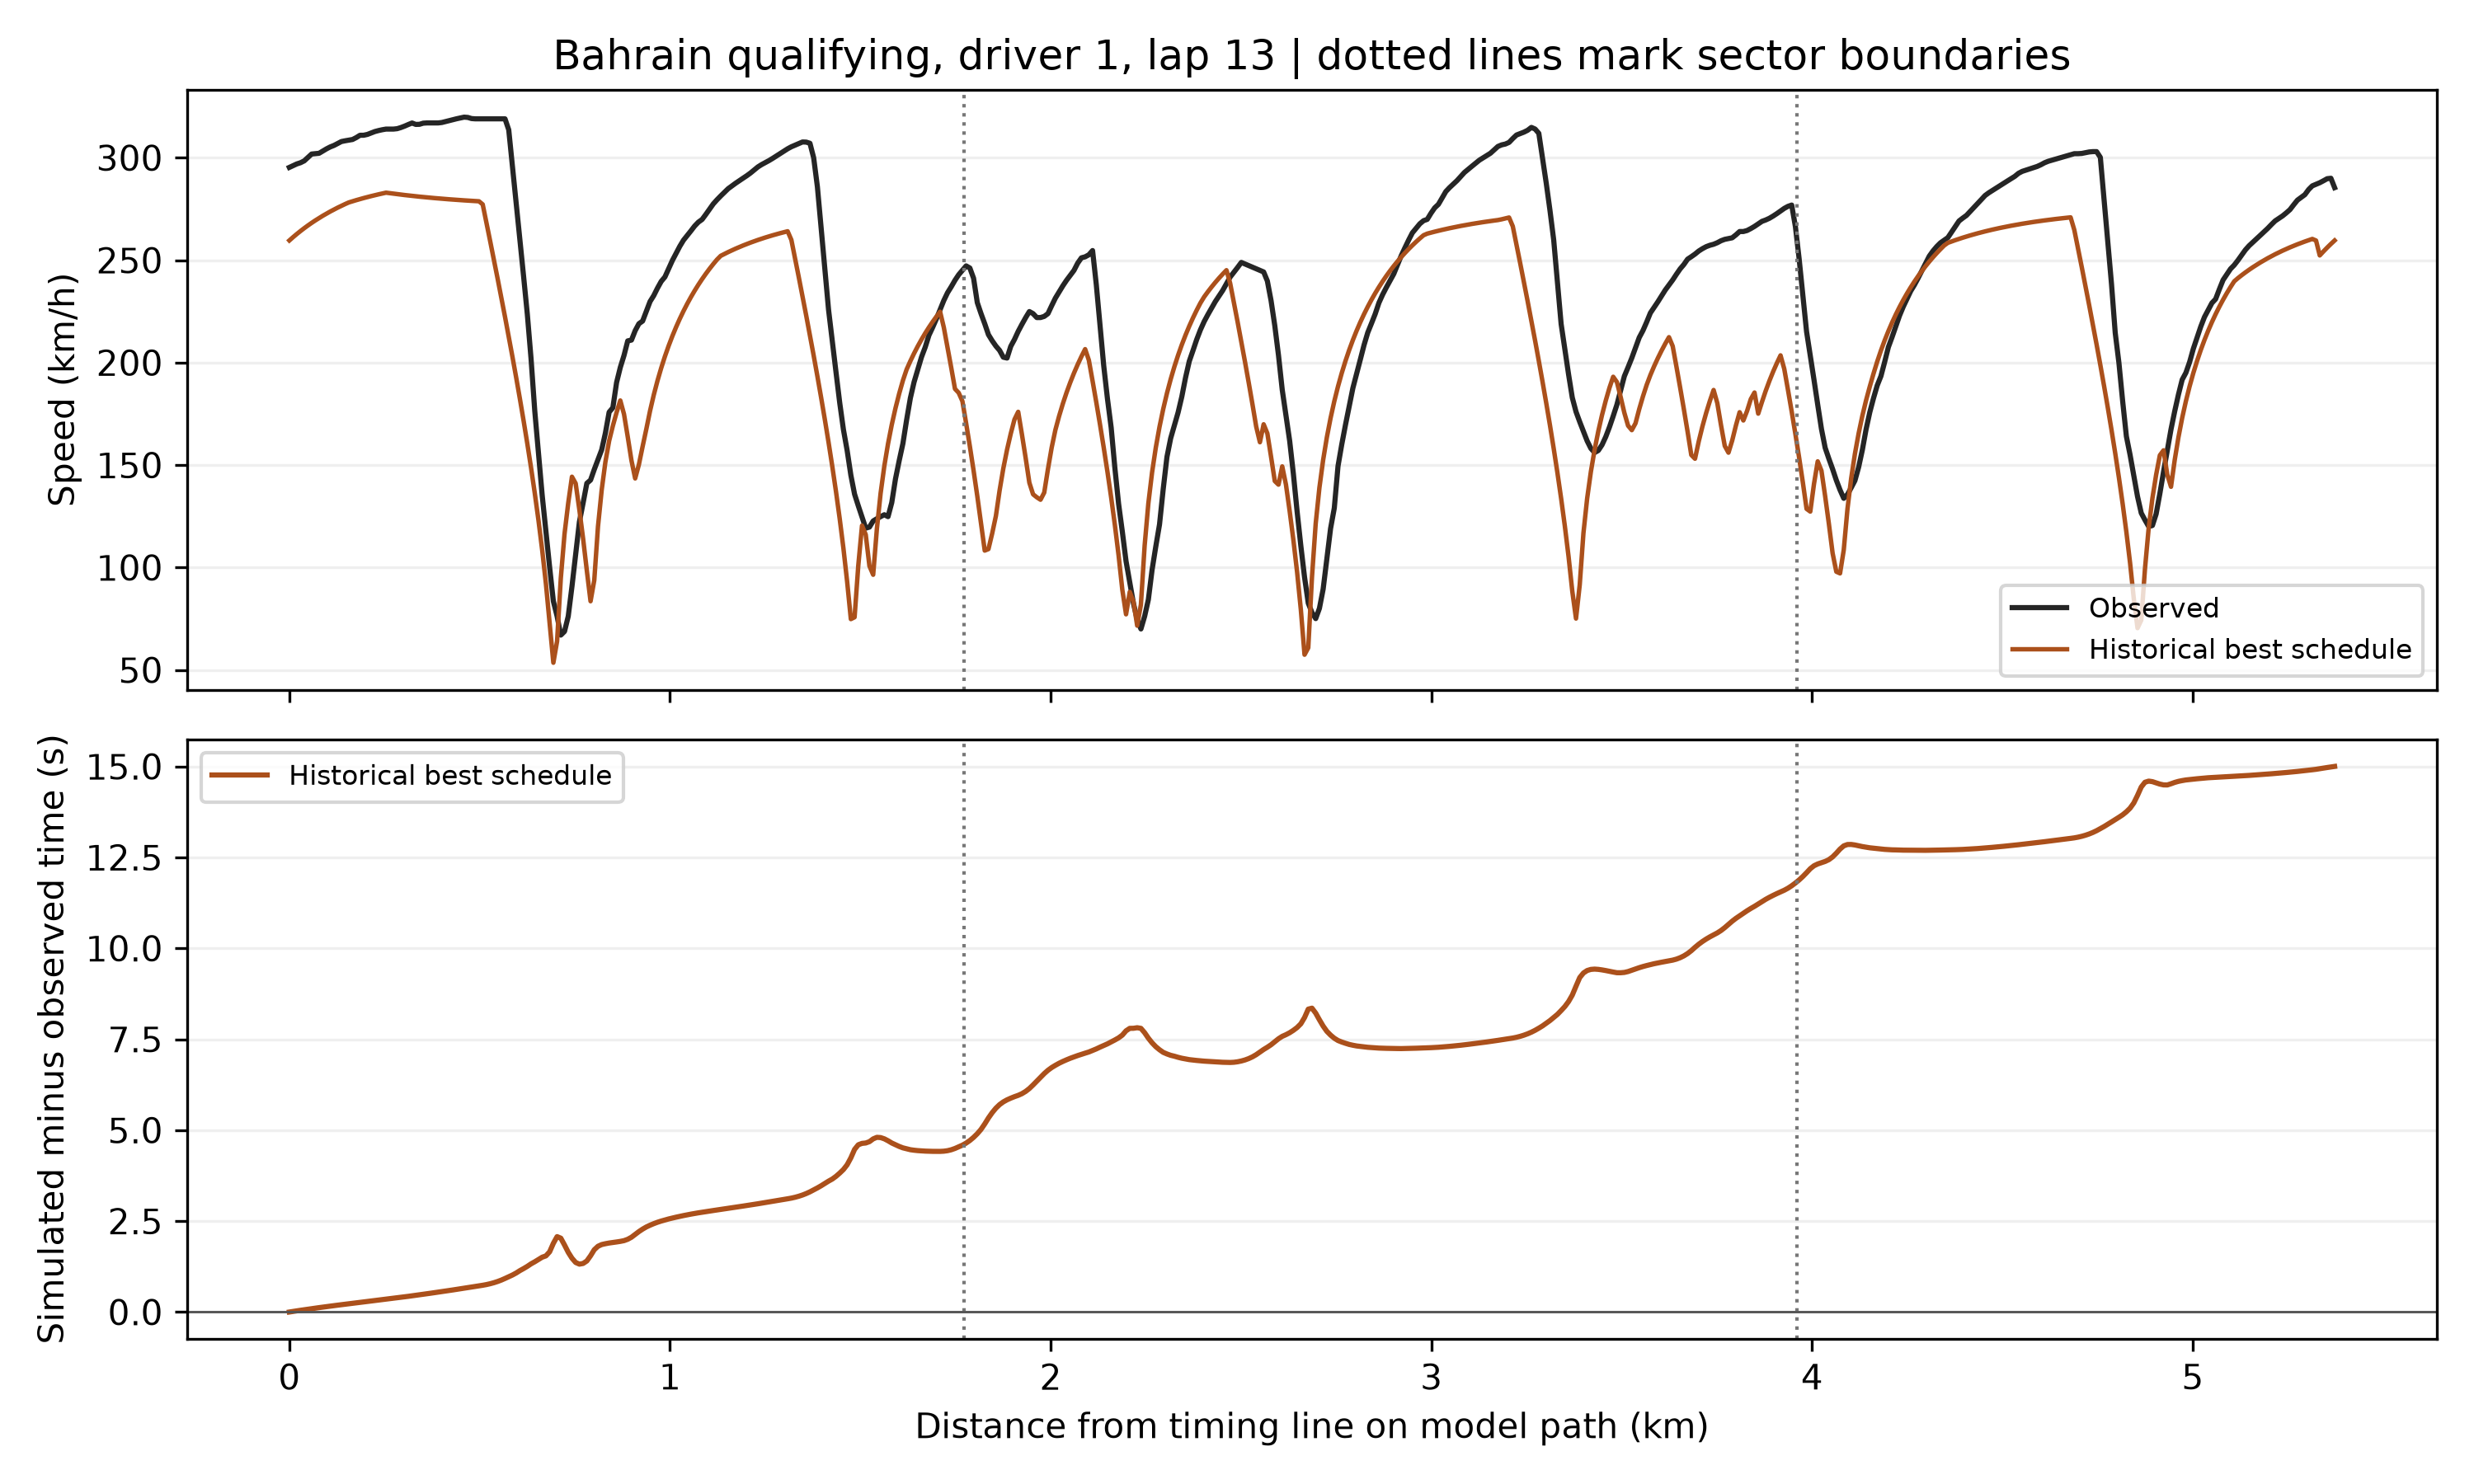 Bahrain qualifying, driver 1, lap 13 | dotted lines mark sector boundaries
Speed (km/h)
300
250
200
150
100
50
Observed
Historical best schedule
Simulated minus observed time (s)
15.0
12.5
10.0
7.5
5.0
2.5
0.0
Historical best schedule
0 1 2 3 4 5
Distance from timing line on model path (km)